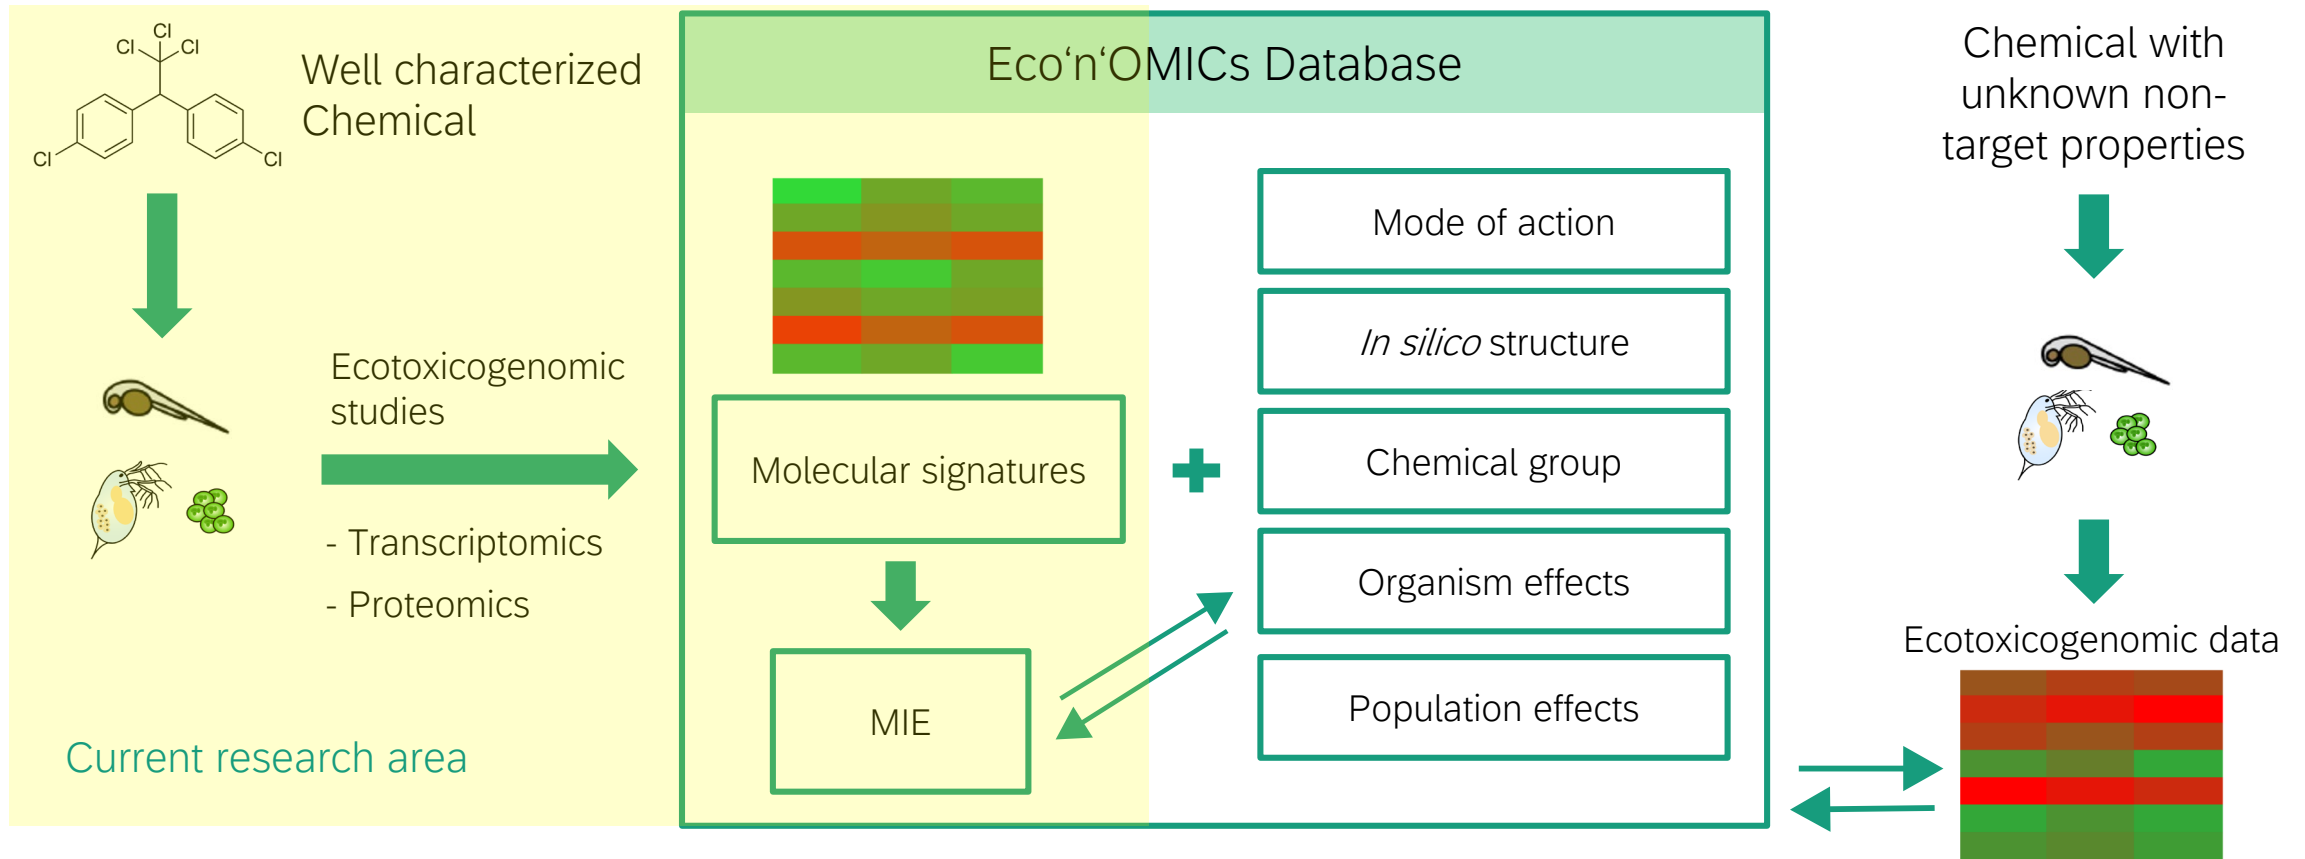 Cl
Cl
Cl
Cl
Cl
Well characterized
Chemical
Ecotoxicogenomic
studies
- Transcriptomics
- Proteomics
Current research area
Eco‘n‘OMICs Database
Molecular signatures
MIE
Mode of action
In silico structure
Chemical group
Organism effects
Population effects
Chemical with
unknown non-
target properties
Ecotoxicogenomic data